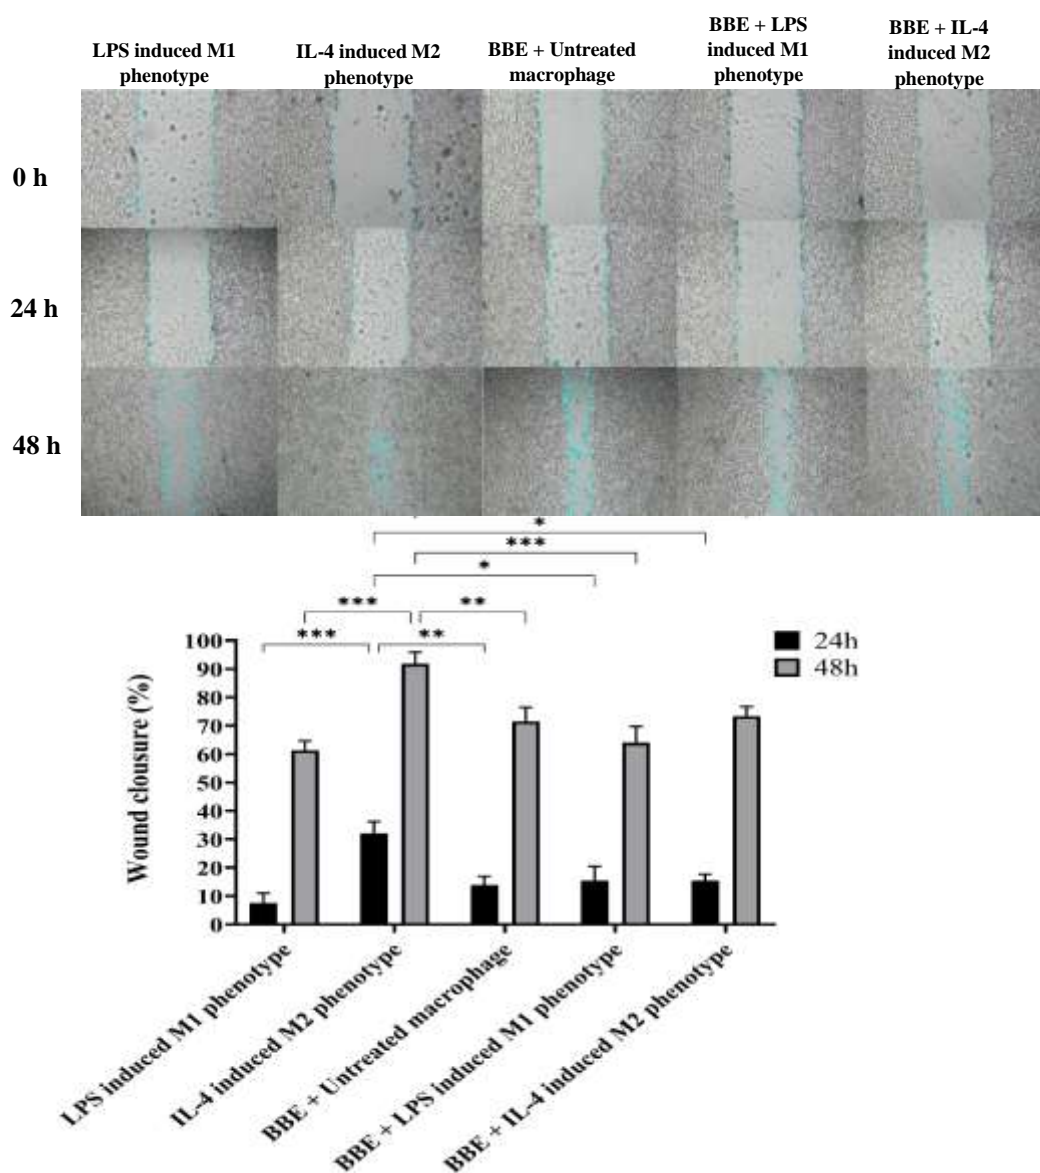 LPS induced M1
phenotype
IL-4 induced M2
phenotype
BBE + Untreated
macrophage
BBE + LPS
induced M1
phenotype
BBE + IL-4
induced M2
phenotype
0 h
24 h
48 h
*
***
*
*** **
*** **
24h
48h
Wound clousure (%)
100
90
80
70
60
50
40
30
20
10
0
LPS induced M1 phenotype
IL-4 induced M2 phenotype
BBE + Untreated macrophage
BBE + LPS induced M1 phenotype
BBE + IL-4 induced M2 phenotype